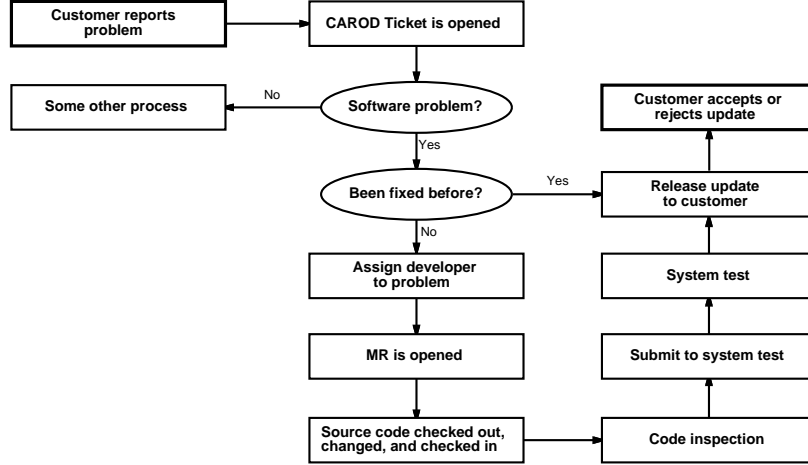 Customer reports
problem
CAROD Ticket is opened
Some other process
No
Software problem?
Customer accepts or
rejects update
Yes
Been fixed before?
Yes
Release update
to customer
No
Assign developer
to problem
System test
MR is opened
Submit to system test
Source code checked out,
changed, and checked in
Code inspection